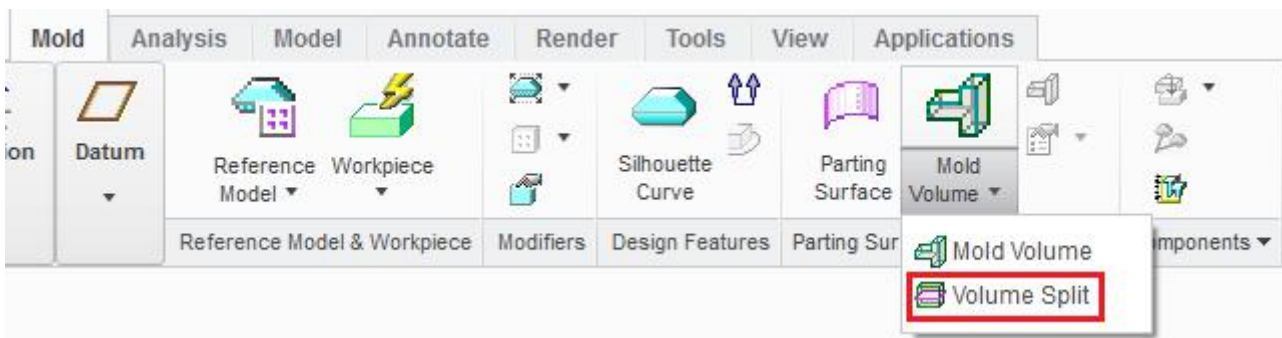 Mold Analysis Model Annotate Render Tools View Applications
ion
Datum
Reference
Model
Workpiece
Silhouette
Curve
Parting
Surface
Mold
Volume
Reference Model & Workpiece Modifiers Design Features Parting Sur mponents
Mold Volume
Volume Split